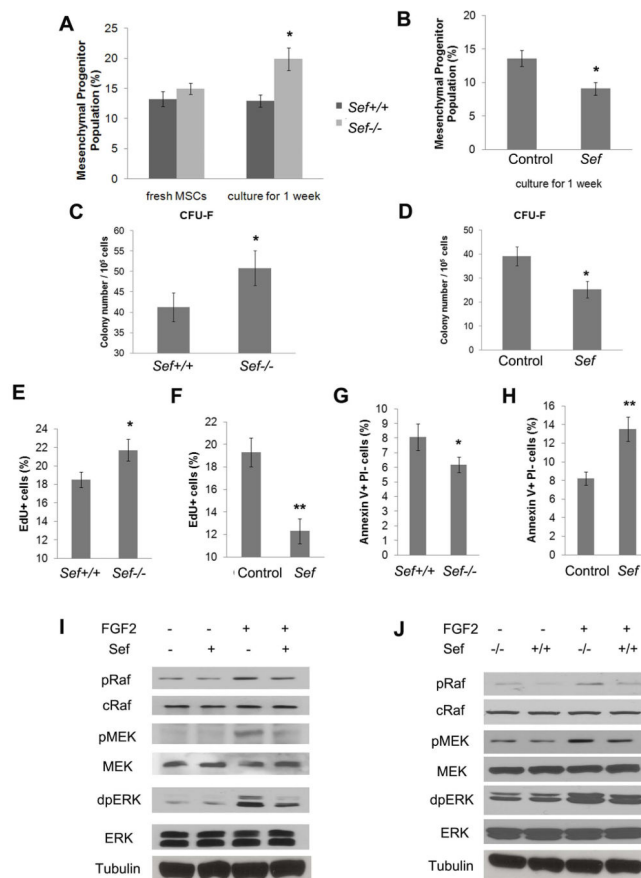 A
Mesenchymal Progenitor
Population (%)
25
20
15
10
5
0
*
fresh MSCs
culture for 1 week
Sef+/+
Sef-/-
B
Mesenchymal Progenitor
Population (%)
20
15
10
5
0
*
Control
Sef
culture for 1 week
C
CFU-F
Colony number / 10⁵ cells
60
55
50
45
40
35
30
*
Sef+/+
Sef-/-
D
CFU-F
Colony number / 10⁵ cells
50
40
30
20
10
0
*
Control
Sef
E
EdU+ cells (%)
24
22
20
18
16
14
12
10
*
Sef+/+
Sef-/-
F
EdU+ cells (%)
22
20
18
16
14
12
10
**
Control
Sef
G
Annexin V+ PI- cells (%)
10
9
8
7
6
5
4
3
2
1
0
*
Sef+/+
Sef-/-
H
Annexin V+ PI- cells (%)
16
14
12
10
8
6
4
2
0
**
Control
Sef
I
FGF2 - - + +
Sef - + - +
pRaf
cRaf
pMEK
MEK
dpERK
ERK
Tubulin
J
FGF2 - - + +
Sef -/- +/+ -/- +/+
pRaf
cRaf
pMEK
MEK
dpERK
ERK
Tubulin